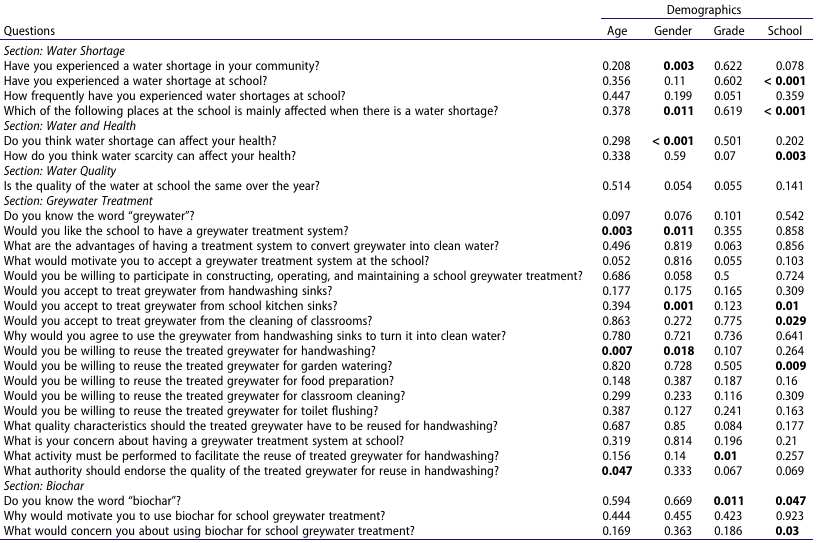 Demographics
Questions Age Gender Grade School
Section: Water Shortage
Have you experienced a water shortage in your community? 0.208 0.003 0.622 0.078
Have you experienced a water shortage at school? 0.356 0.11 0.602 < 0.001
How frequently have you experienced water shortages at school? 0.447 0.199 0.051 0.359
Which of the following places at the school is mainly affected when there is a water shortage? 0.378 0.011 0.619 < 0.001
Section: Water and Health
Do you think water shortage can affect your health? 0.298 < 0.001 0.501 0.202
How do you think water scarcity can affect your health? 0.338 0.59 0.07 0.003
Section: Water Quality
Is the quality of the water at school the same over the year? 0.514 0.054 0.055 0.141
Section: Greywater Treatment
Do you know the word “greywater”? 0.097 0.076 0.101 0.542
Would you like the school to have a greywater treatment system? 0.003 0.011 0.355 0.858
What are the advantages of having a treatment system to convert greywater into clean water? 0.496 0.819 0.063 0.856
What would motivate you to accept a greywater treatment system at the school? 0.052 0.816 0.055 0.103
Would you be willing to participate in constructing, operating, and maintaining a school greywater treatment? 0.686 0.058 0.5 0.724
Would you accept to treat greywater from handwashing sinks? 0.177 0.175 0.165 0.309
Would you accept to treat greywater from school kitchen sinks? 0.394 0.001 0.123 0.01
Would you accept to treat greywater from the cleaning of classrooms? 0.863 0.272 0.775 0.029
Why would you agree to use the greywater from handwashing sinks to turn it into clean water? 0.780 0.721 0.736 0.641
Would you be willing to reuse the treated greywater for handwashing? 0.007 0.018 0.107 0.264
Would you be willing to reuse the treated greywater for garden watering? 0.820 0.728 0.505 0.009
Would you be willing to reuse the treated greywater for food preparation? 0.148 0.387 0.187 0.16
Would you be willing to reuse the treated greywater for classroom cleaning? 0.299 0.233 0.116 0.309
Would you be willing to reuse the treated greywater for toilet flushing? 0.387 0.127 0.241 0.163
What quality characteristics should the treated greywater have to be reused for handwashing? 0.687 0.85 0.084 0.177
What is your concern about having a greywater treatment system at school? 0.319 0.814 0.196 0.21
What activity must be performed to facilitate the reuse of treated greywater for handwashing? 0.156 0.14 0.01 0.257
What authority should endorse the quality of the treated greywater for reuse in handwashing? 0.047 0.333 0.067 0.069
Section: Biochar
Do you know the word “biochar”? 0.594 0.669 0.011 0.047
Why would motivate you to use biochar for school greywater treatment? 0.444 0.455 0.423 0.923
What would concern you about using biochar for school greywater treatment? 0.169 0.363 0.186 0.03